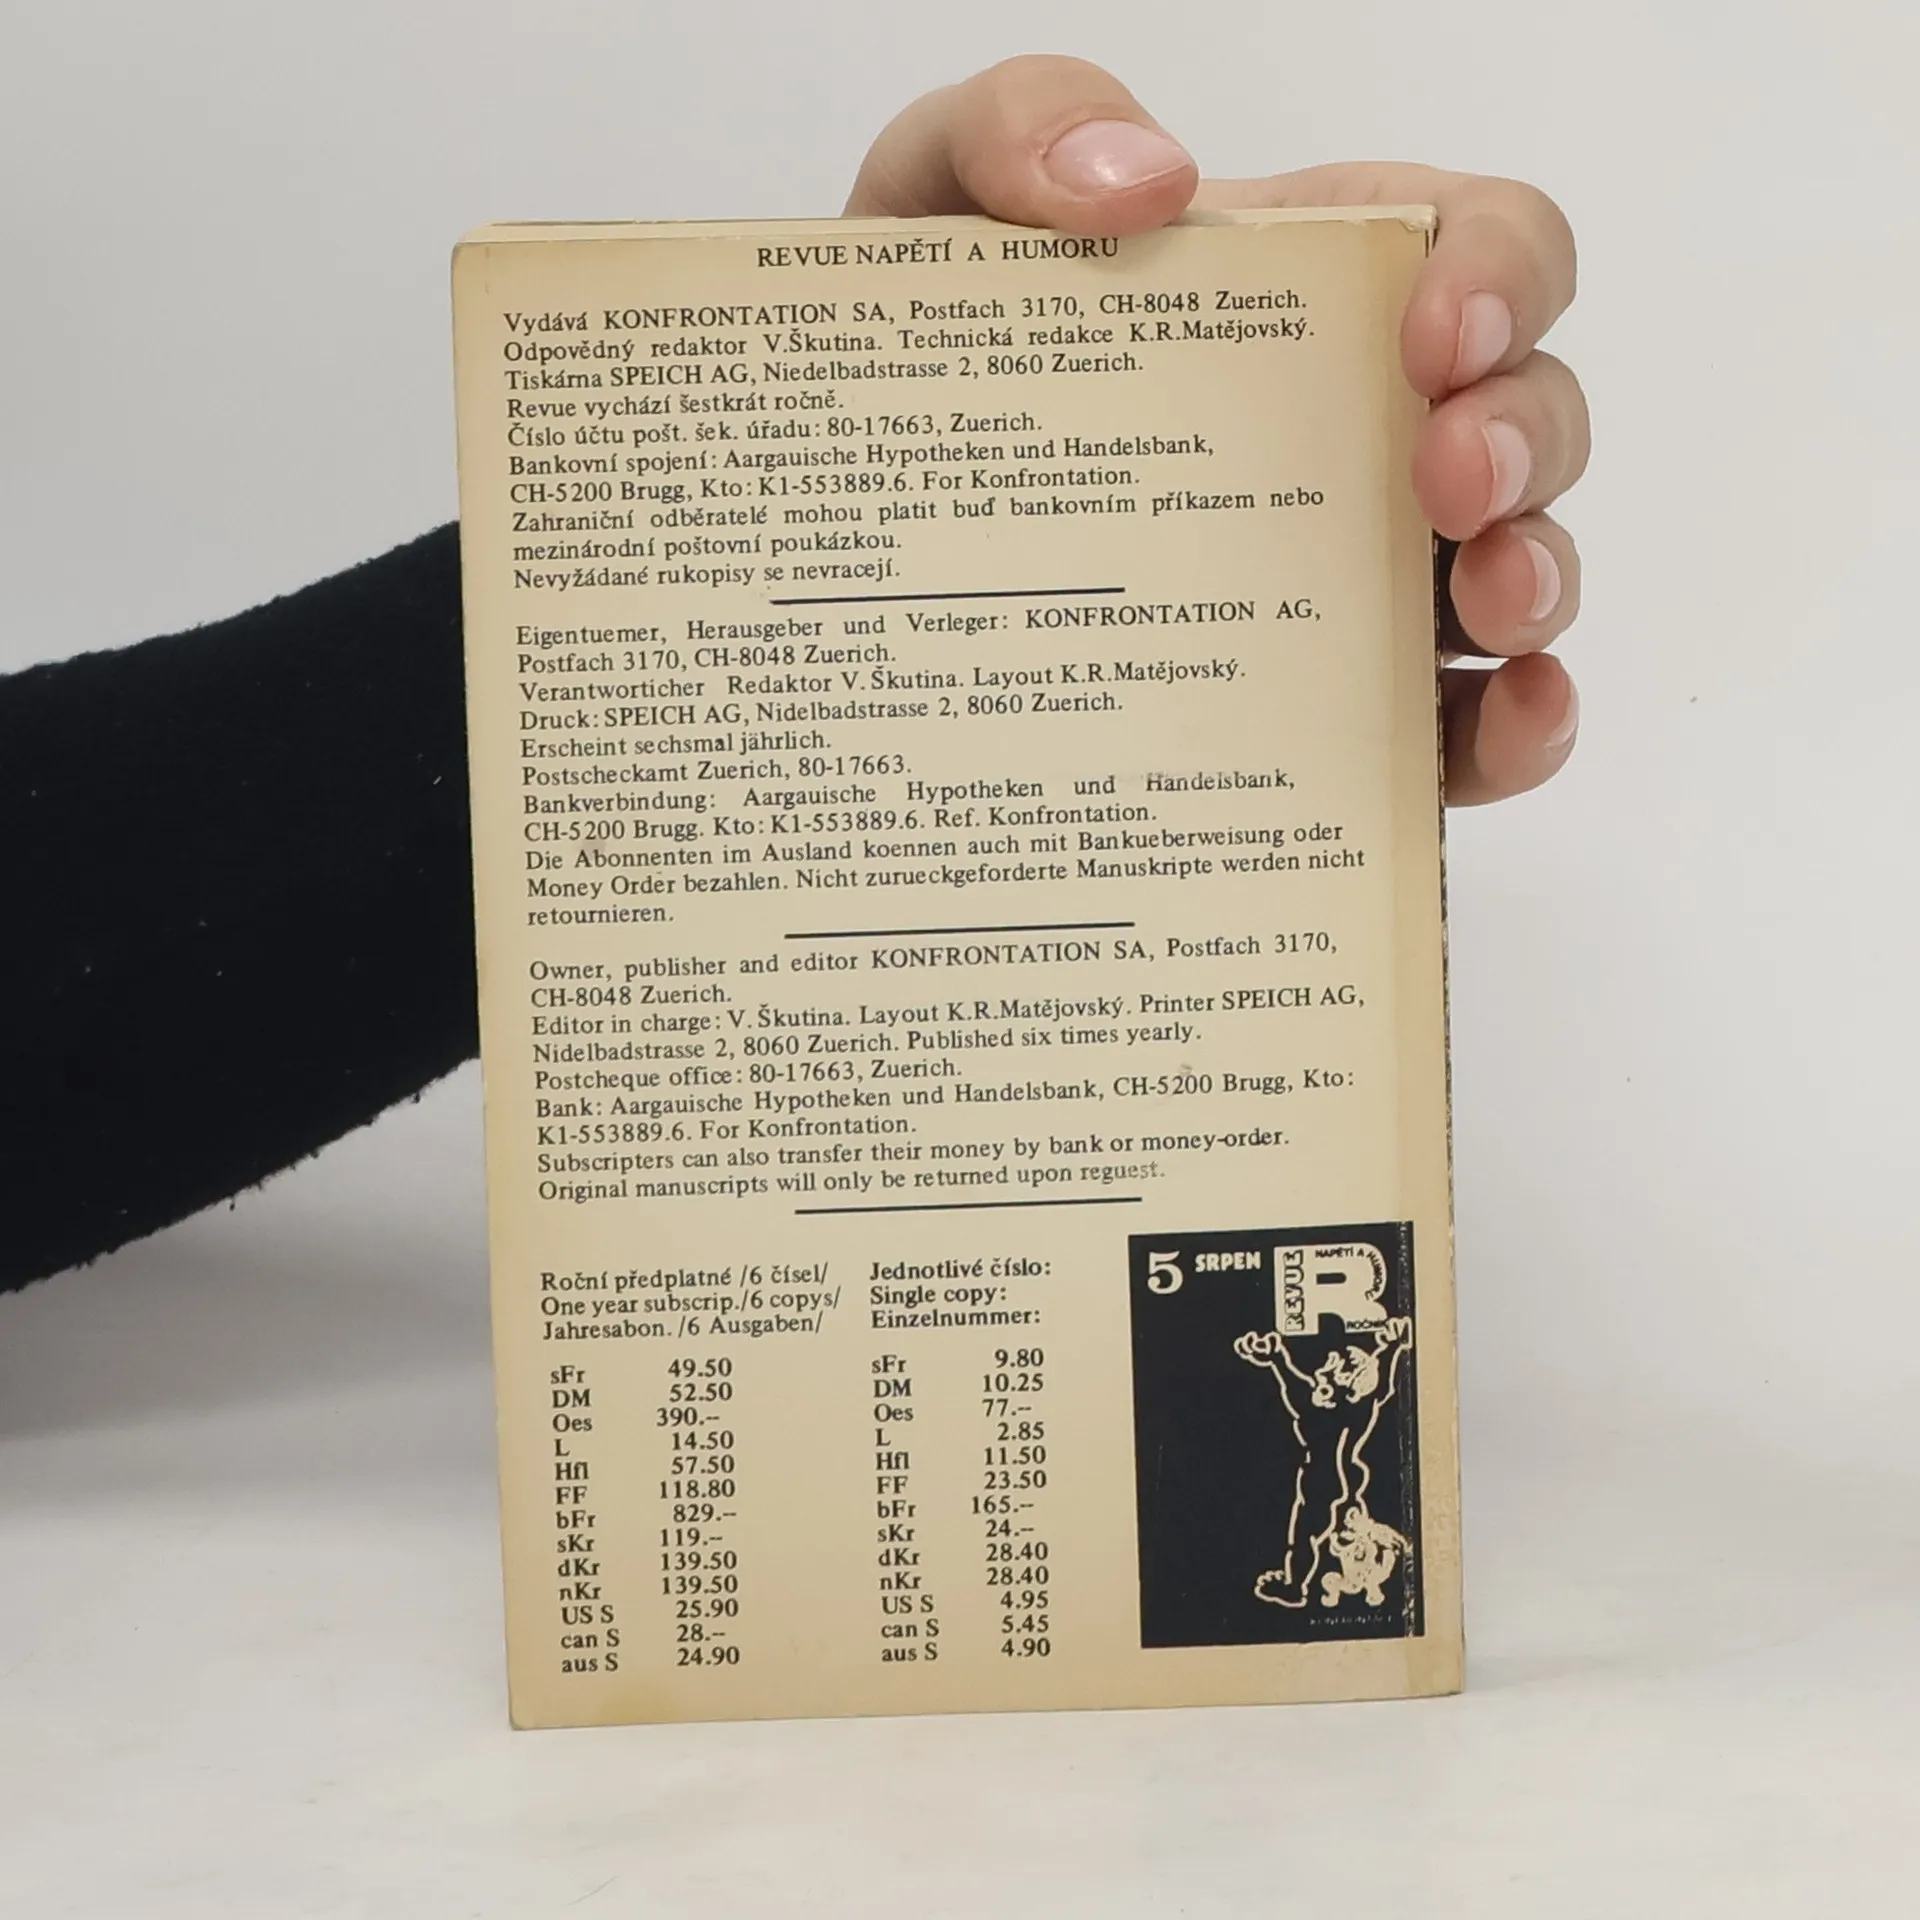 REVUE NAPĚTÍ A HUMORU
Vydává KONFRONTATION SA, Postfach 3170, CH-8048 Zuerich.
Odpovědný redaktor V.Škutina. Technická redakce K.R.Matějovský.
Tiskárna SPEICH AG, Niedelbadstrasse 2, 8060 Zuerich.
Revue vychází šestkrát ročně.
Číslo účtu pošt. šek. úřadu: 80-17663, Zuerich.
Bankovní spojení: Aargauische Hypotheken und Handelsbank,
CH-5200 Brugg, Kto: K1-553889.6. For Konfrontation.
Zahraniční odběratelé mohou platit buď bankovním příkazem nebo
mezinárodní poštovní poukázkou.
Nevyžádané rukopisy se nevracejí.
Eigentuemer, Herausgeber und Verleger: KONFRONTATION AG,
Postfach 3170, CH-8048 Zuerich.
Verantworticher Redaktor V. Škutina. Layout K.R.Matějovský.
Druck: SPEICH AG, Nidelbadstrasse 2, 8060 Zuerich.
Erscheint sechsmal jährlich.
Postscheckamt Zuerich, 80-17663.
Bankverbindung: Aargauische Hypotheken und Handelsbank,
CH-5200 Brugg. Kto: K1-553889.6. Ref. Konfrontation.
Die Abonnenten im Ausland koennen auch mit Bankueberweisung oder
Money Order bezahlen. Nicht zurueckgeforderte Manuskripte werden nicht
retournieren.
Owner, publisher and editor KONFRONTATION SA, Postfach 3170,
CH-8048 Zuerich.
Editor in charge: V. Škutina. Layout K.R.Matějovský. Printer SPEICH AG,
Nidelbadstrasse 2, 8060 Zuerich. Published six times yearly.
Postcheque office: 80-17663, Zuerich.
Bank: Aargauische Hypotheken und Handelsbank, CH-5200 Brugg, Kto:
K1-553889.6. For Konfrontation.
Subscripters can also transfer their money by bank or money-order.
Original manuscripts will only be returned upon reguest.
Roční předplatné /6 čísel/
One year subscrip./6 copys/
Jahresabon. /6 Ausgaben/
sFr 49.50
DM 52.50
Oes 390.--
L 14.50
Hfl 57.50
FF 118.80
bFr 829.--
sKr 119.--
dKr 139.50
nKr 139.50
US S 25.90
can S 28.--
aus S 24.90
Jednotlivé číslo:
Single copy:
Einzelnummer:
sFr 9.80
DM 10.25
Oes 77.--
L 2.85
Hfl 11.50
FF 23.50
bFr 165.--
sKr 24.--
dKr 28.40
nKr 28.40
US S 4.95
can S 5.45
aus S 4.90
5 SRPEN
REVUE
NAPĚTÍ A HUMORU
R
ROČNÍK IV